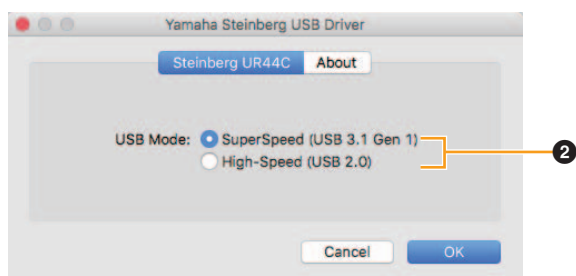 Yamaha Steinberg USB Driver
Steinberg UR44C About
USB Mode: SuperSpeed (USB 3.1 Gen 1)
High-Speed (USB 2.0)
2
Cancel OK